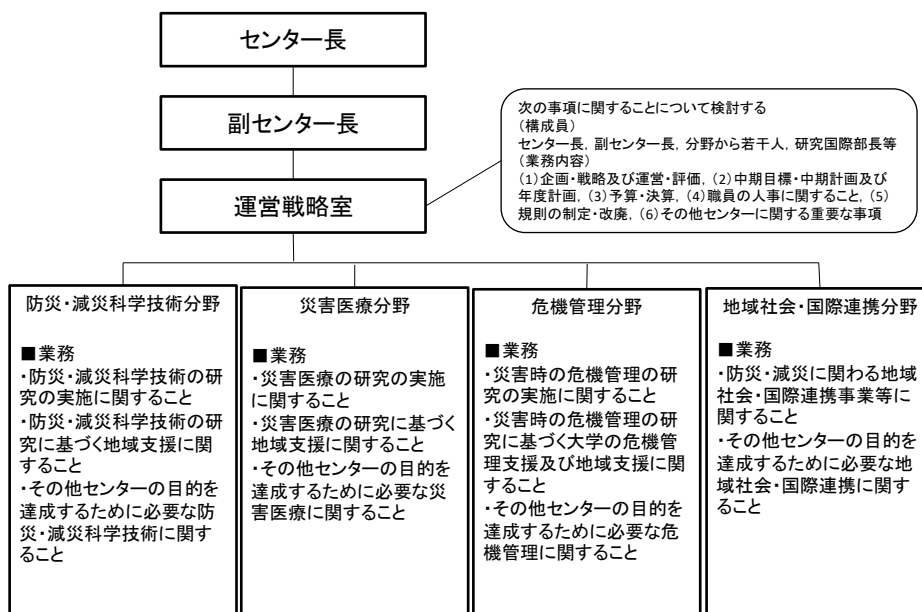 センター長
副センター長
運営戦略室
次の事項に関することについて検討する
(構成員)
センター長, 副センター長, 分野から若干人, 研究国際部長等
(業務内容)
(1)企画・戦略及び運営・評価, (2)中期目標・中期計画及び
年度計画, (3)予算・決算, (4)職員の人事に関すること, (5)
規則の制定・改廃, (6)その他センターに関する重要な事項
防災・減災科学技術分野
■業務
・防災・減災科学技術の研
究の実施に関すること
・防災・減災科学技術の研
究に基づく地域支援に関
すること
・その他センターの目的を
達成するために必要な防
災・減災科学技術に関す
ること
災害医療分野
■業務
・災害医療の研究の実施
に関すること
・災害医療の研究に基づく
地域支援に関すること
・その他センターの目的を
達成するために必要な災
害医療に関すること
危機管理分野
■業務
・災害時の危機管理の研
究の実施に関すること
・災害時の危機管理の研
究に基づく大学の危機管
理支援及び地域支援に関
すること
・その他センターの目的を
達成するために必要な危
機管理に関すること
地域社会・国際連携分野
■業務
・防災・減災に関わる地域
社会・国際連携事業等に
関すること
・その他センターの目的を
達成するために必要な地
域社会・国際連携に関す
ること